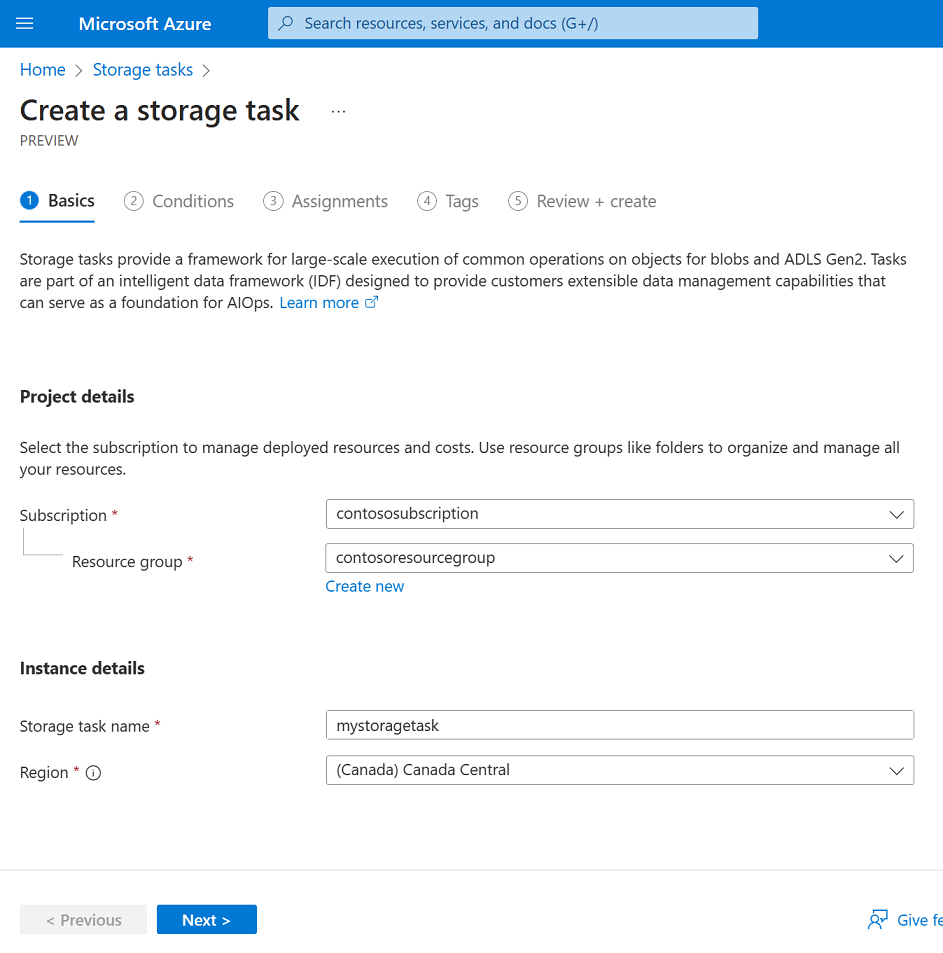 Microsoft Azure
Search resources, services, and docs (G+/)
Home > Storage tasks >
Create a storage task ...
PREVIEW
1 Basics 2 Conditions 3 Assignments 4 Tags 5 Review + create
Storage tasks provide a framework for large-scale execution of common operations on objects for blobs and ADLS Gen2. Tasks
are part of an intelligent data framework (IDF) designed to provide customers extensible data management capabilities that
can serve as a foundation for AIOps. Learn more
Project details
Select the subscription to manage deployed resources and costs. Use resource groups like folders to organize and manage all
your resources.
Subscription * contososubscription
Resource group * contosoresourcegroup
Create new
Instance details
Storage task name * mystoragetask
Region * (Canada) Canada Central
< Previous Next > Give fe